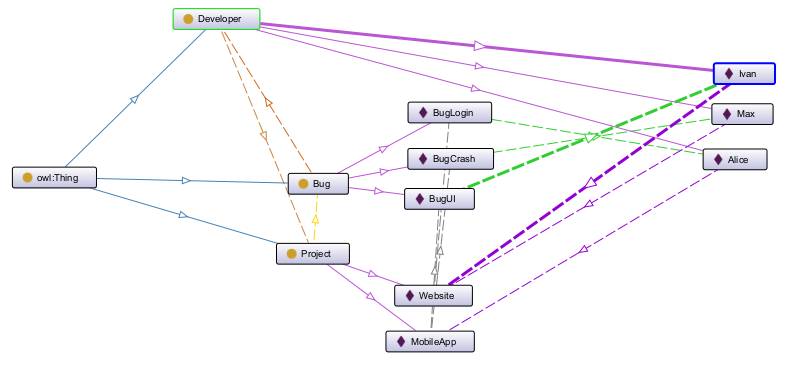 Developer
Ivan
Max
BugLogin
BugCrash
Alice
owl:Thing
Bug
BugUI
Project
Website
MobileApp